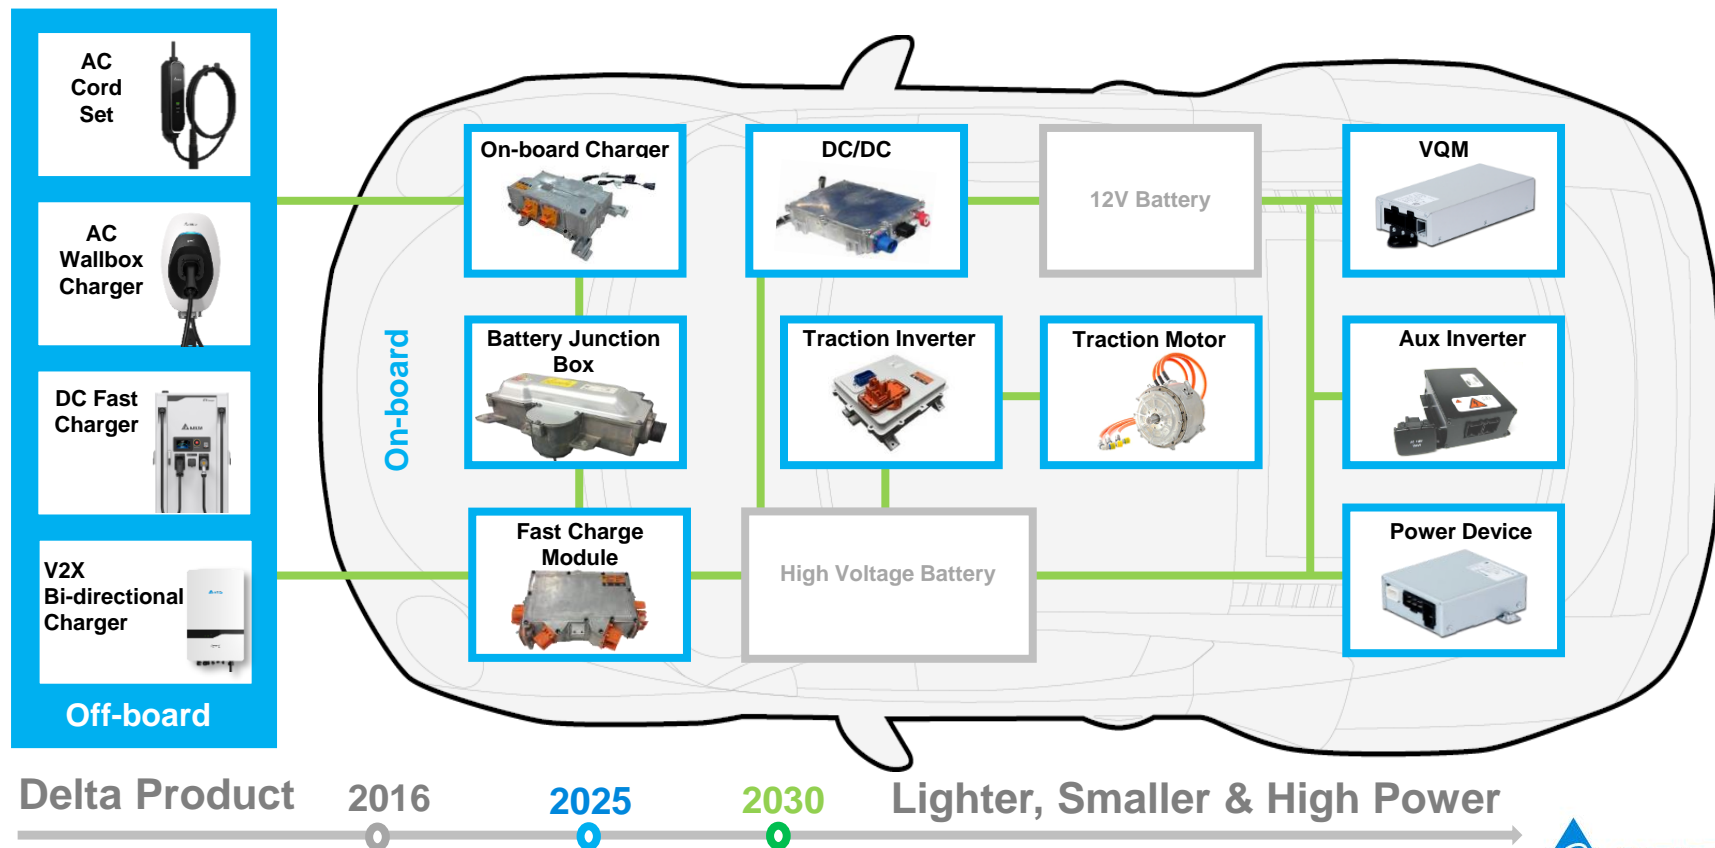 AC
Cord
Set
AC
Wallbox
Charger
DC Fast
Charger
V2X
Bi-directional
Charger
Off-board
On-board
On-board Charger
DC/DC
12V Battery
VQM
Battery Junction
Box
Traction Inverter
Traction Motor
Aux Inverter
Fast Charge
Module
High Voltage Battery
Power Device
Delta Product
2016
2025
2030
Lighter, Smaller & High Power